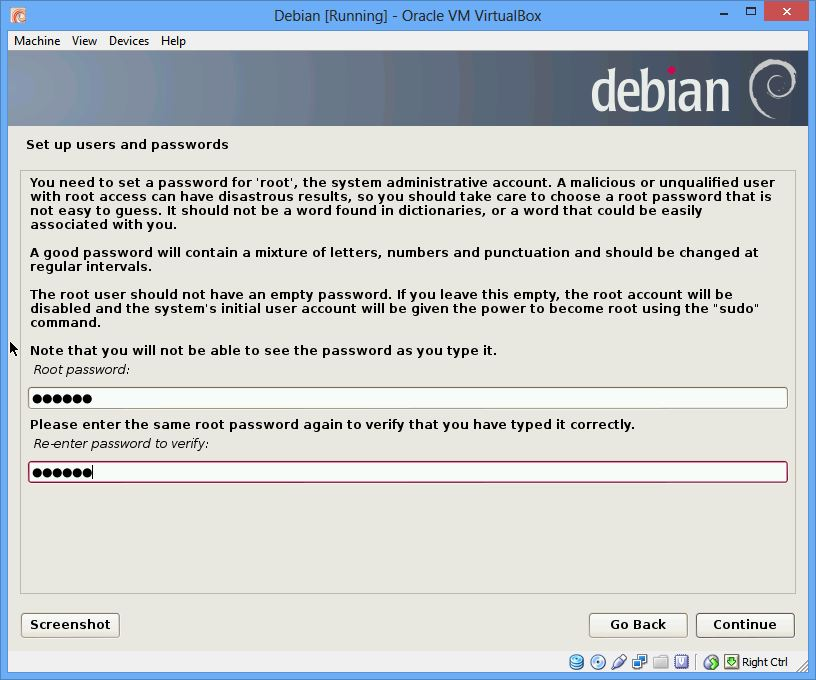 Debian [Running] - Oracle VM VirtualBox
Machine View Devices Help
debian
Set up users and passwords
You need to set a password for 'root', the system administrative account. A malicious or unqualified user
with root access can have disastrous results, so you should take care to choose a root password that is
not easy to guess. It should not be a word found in dictionaries, or a word that could be easily
associated with you.
A good password will contain a mixture of letters, numbers and punctuation and should be changed at
regular intervals.
The root user should not have an empty password. If you leave this empty, the root account will be
disabled and the system's initial user account will be given the power to become root using the "sudo"
command.
Note that you will not be able to see the password as you type it.
Root password:
●●●●●●
Please enter the same root password again to verify that you have typed it correctly.
Re-enter password to verify:
●●●●●●
Screenshot Go Back Continue
Right Ctrl